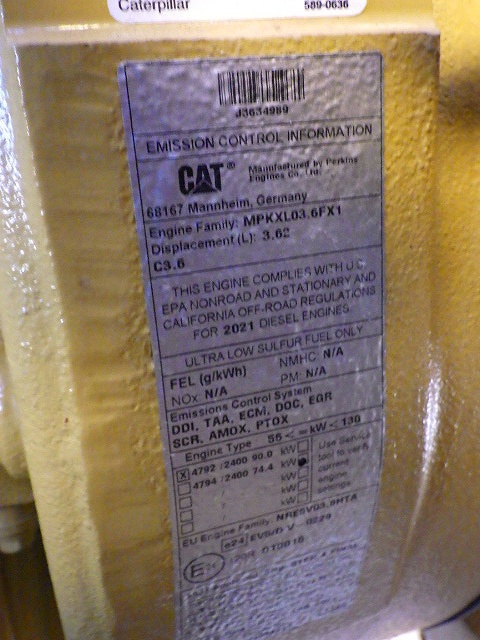 Caterpillar 589-0636
J3634989
EMISSION CONTROL INFORMATION
CAT® Manufactured by Perkins
Engines Co., Ltd.
68167 Mannheim, Germany
Engine Family: MPKXL03.6FX1
Displacement (L): 3.62
C3.6
THIS ENGINE COMPLIES WITH U.S.
EPA NONROAD AND STATIONARY AND
CALIFORNIA OFF-ROAD REGULATIONS
FOR 2021 DIESEL ENGINES.
ULTRA LOW SULFUR FUEL ONLY
FEL (g/kWh) NMHC: N/A
NOx: N/A PM: N/A
Emissions Control System
DDI, TAA, ECM, DOC, EGR
SCR, AMOX, PTOX
Engine Type 56 < = kW < 130
X 4792 /2400 90.0 kW Use Service
4794 /2400 74.4 kW tool to verify
kW current
kW engine
kW settings
EU Engine Family:
e24
E